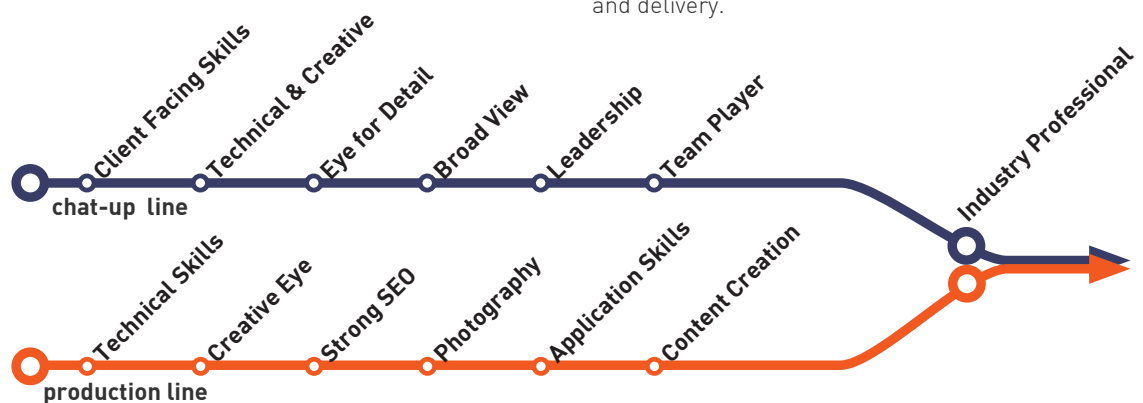 and delivery.
Client Facing Skills
Technical & Creative
Eye for Detail
Broad View
Leadership
Team Player
Industry Professional
chat-up line
Technical Skills
Creative Eye
Strong SEO
Photography
Application Skills
Content Creation
production line